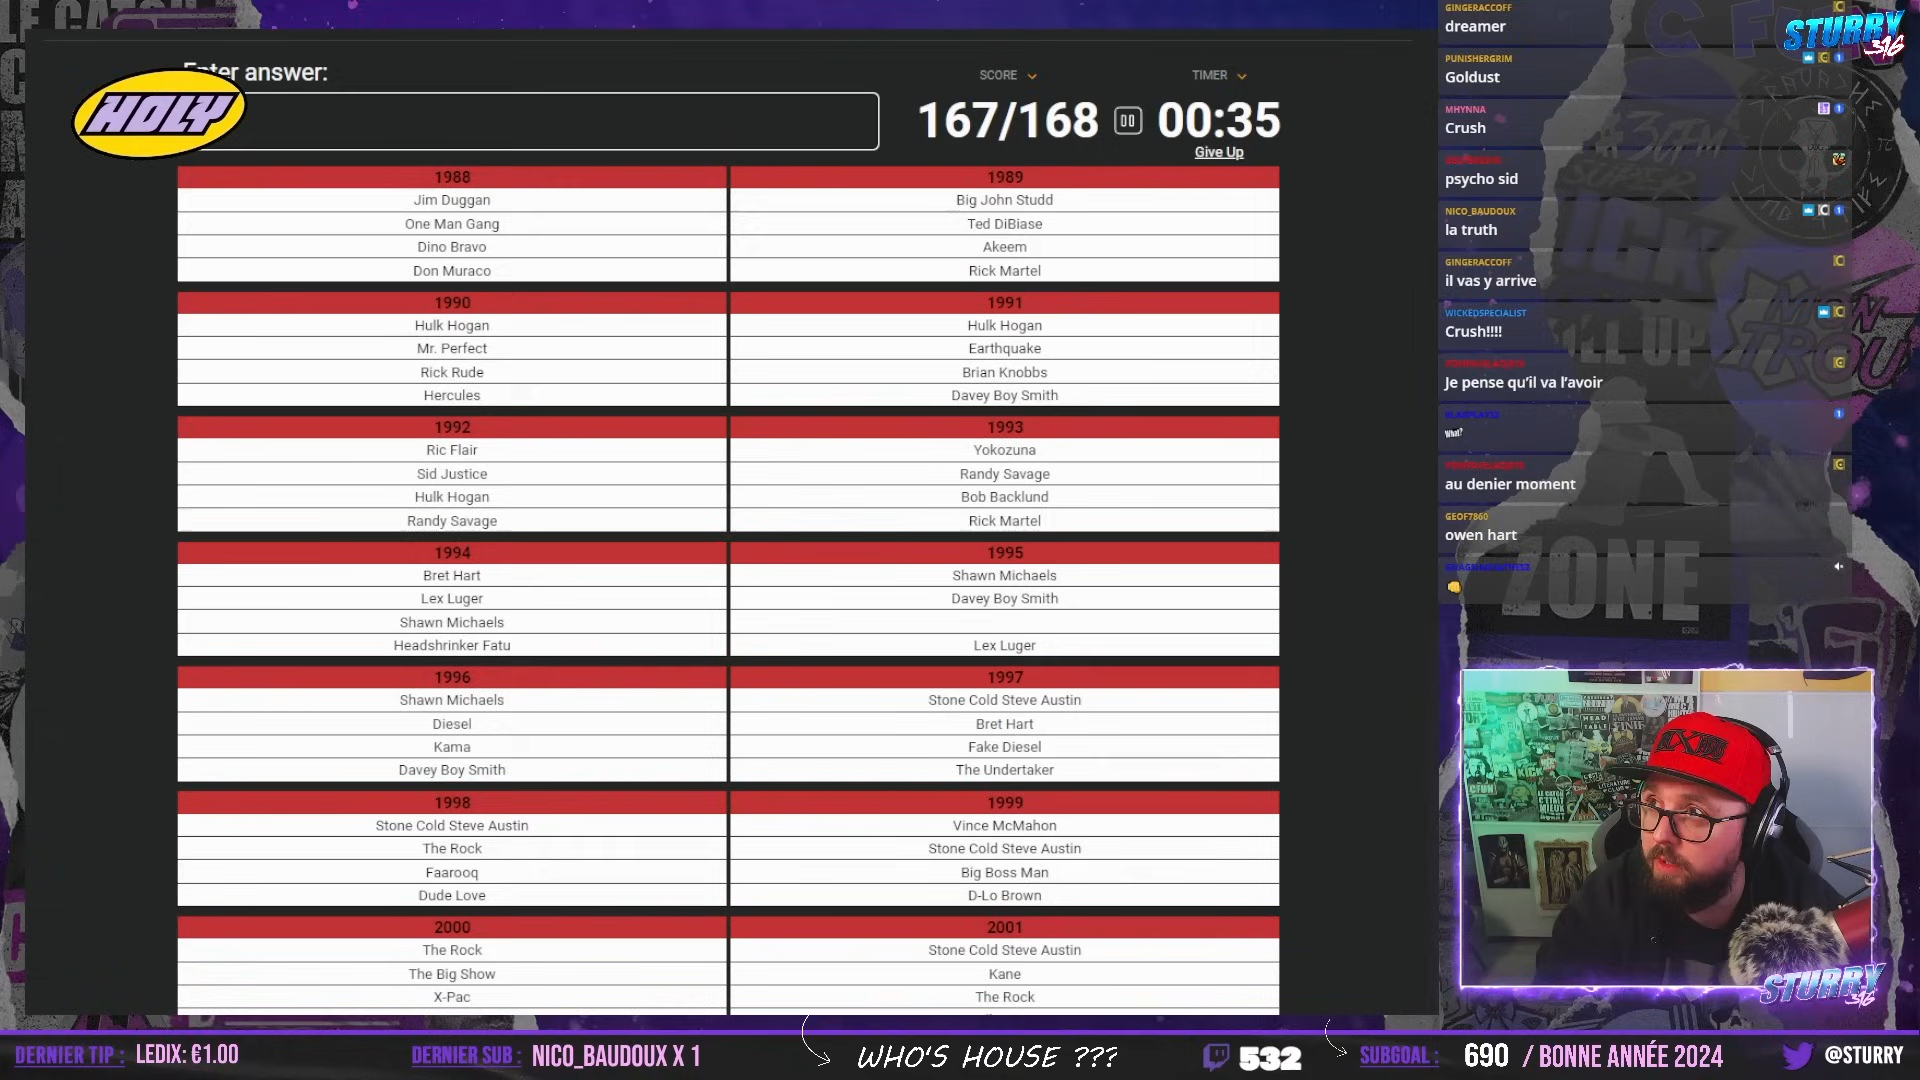 Enter answer:
HOLY
SCORE
TIMER
167/168
00:35
Give Up
1988
Jim Duggan
One Man Gang
Dino Bravo
Don Muraco
1989
Big John Studd
Ted DiBiase
Akeem
Rick Martel
1990
Hulk Hogan
Mr. Perfect
Rick Rude
Hercules
1991
Hulk Hogan
Earthquake
Brian Knobbs
Davey Boy Smith
1992
Ric Flair
Sid Justice
Hulk Hogan
Randy Savage
1993
Yokozuna
Randy Savage
Bob Backlund
Rick Martel
1994
Bret Hart
Lex Luger
Shawn Michaels
Headshrinker Fatu
1995
Shawn Michaels
Davey Boy Smith
Lex Luger
1996
Shawn Michaels
Diesel
Kama
Davey Boy Smith
1997
Stone Cold Steve Austin
Bret Hart
Fake Diesel
The Undertaker
1998
Stone Cold Steve Austin
The Rock
Faarooq
Dude Love
1999
Vince McMahon
Stone Cold Steve Austin
Big Boss Man
D-Lo Brown
2000
The Rock
The Big Show
X-Pac
2001
Stone Cold Steve Austin
Kane
The Rock
GINGERACCOFF
dreamer
PUNISHERGRIM
Goldust
MHYNNA
Crush
psycho sid
NICO_BAUDOUX
la truth
GINGERACCOFF
il vas y arrive
WICKEDSPECIALIST
Crush!!!!
Je pense qu'il va l'avoir
What?
au denier moment
GEOF7860
owen hart
STURRY
316
ZONE
STURRY
316
DERNIER TIP : LEDIX: €1.00
DERNIER SUB : NICO_BAUDOUX X 1
WHO'S HOUSE ???
532
SUBGOAL : 690 / BONNE ANNÉE 2024
@STURRY